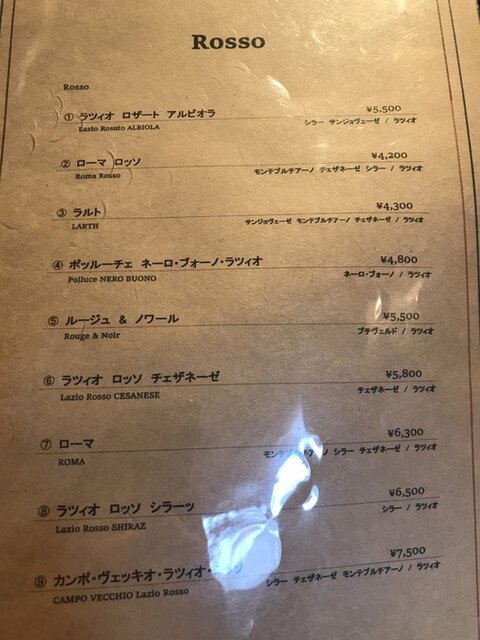 Rosso
Rosso
① ラツィオ ロザート アルビオラ ¥5,500
Lazio Rosato ALBIOLA シラー サンジョヴェーゼ / ラツィオ
② ローマ ロッソ ¥4,200
Roma Rosso モンテプルチアーノ チェザネーゼ シラー / ラツィオ
③ ラルト ¥4,300
LARTH サンジョヴェーゼ モンテプルチアーノ チェザネーゼ / ラツィオ
④ ポッルーチェ ネーロ・ブォーノ・ラツィオ ¥4,800
Polluce NERO BUONO ネーロ・ブォーノ / ラツィオ
⑤ ルージュ & ノワール ¥5,500
Rouge & Noir プチヴェルド / ラツィオ
⑥ ラツィオ ロッソ チェザネーゼ ¥5,800
Lazio Rosso CESANESE チェザネーゼ / ラツィオ
⑦ ローマ ¥6,300
ROMA シラー チェザネーゼ / ラツィオ
⑧ ラツィオ ロッソ シラーッ ¥6,500
Lazio Rosso SHIRAZ シラー / ラツィオ
⑨ カンポ・ヴェッキオ・ラツィオ・ ¥7,500
CAMPO VECCHIO Lazio Rosso シラー チェザネーゼ モンテプルチアーノ / ラツィオ